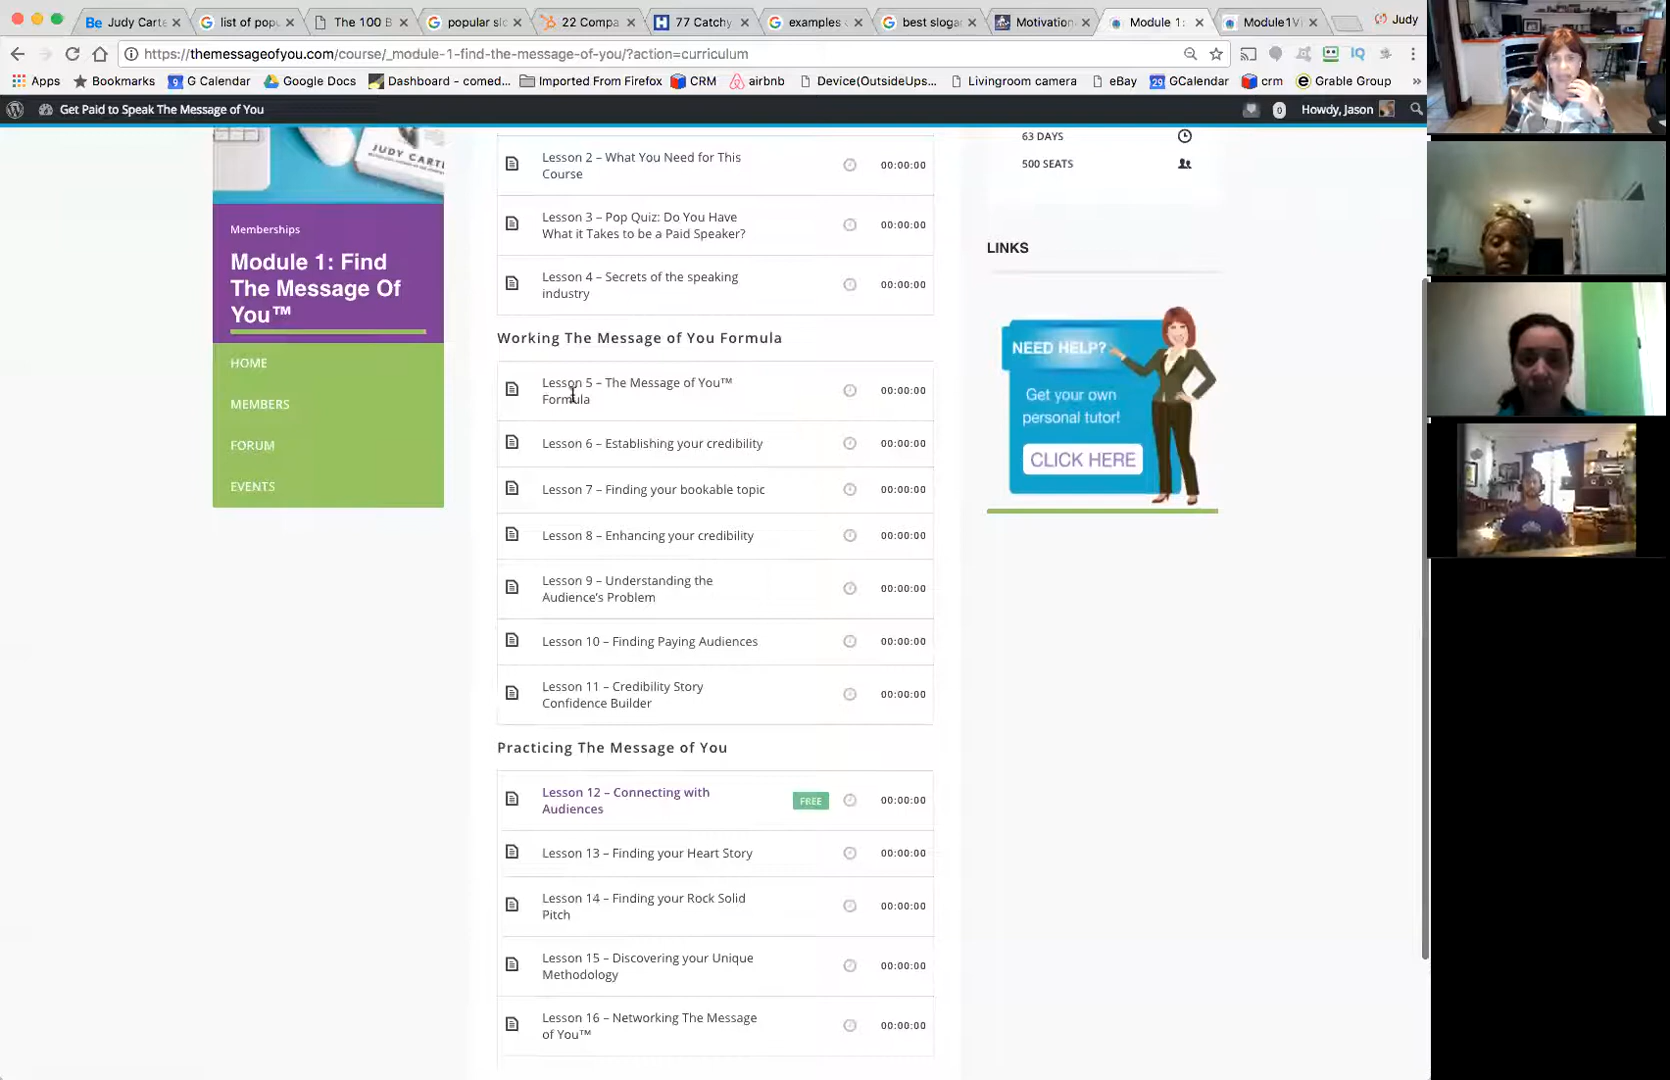 Judy Carte
list of pop
The 100 B
popular slo
22 Compa
77 Catchy
examples
best slogan
Motivation
Module 1:
Module1V
Judy
https://themessageofyou.com/course/_module-1-find-the-message-of-you/?action=curriculum
Apps
Bookmarks
G Calendar
Google Docs
Dashboard - comed...
Imported From Firefox
CRM
airbnb
Device(OutsideUps...
Livingroom camera
eBay
GCalendar
crm
Grable Group
»
Get Paid to Speak The Message of You
0
Howdy, Jason
JUDY CARTE
Memberships
Module 1: Find
The Message Of
You™
HOME
MEMBERS
FORUM
EVENTS
Lesson 2 – What You Need for This
Course
00:00:00
Lesson 3 – Pop Quiz: Do You Have
What it Takes to be a Paid Speaker?
00:00:00
Lesson 4 – Secrets of the speaking
industry
00:00:00
Working The Message of You Formula
Lesson 5 – The Message of You™
Formula
00:00:00
Lesson 6 – Establishing your credibility
00:00:00
Lesson 7 – Finding your bookable topic
00:00:00
Lesson 8 – Enhancing your credibility
00:00:00
Lesson 9 – Understanding the
Audience's Problem
00:00:00
Lesson 10 – Finding Paying Audiences
00:00:00
Lesson 11 – Credibility Story
Confidence Builder
00:00:00
Practicing The Message of You
Lesson 12 – Connecting with
Audiences
FREE
00:00:00
Lesson 13 – Finding your Heart Story
00:00:00
Lesson 14 – Finding your Rock Solid
Pitch
00:00:00
Lesson 15 – Discovering your Unique
Methodology
00:00:00
Lesson 16 – Networking The Message
of You™
00:00:00
63 DAYS
500 SEATS
LINKS
NEED HELP?
Get your own
personal tutor!
CLICK HERE